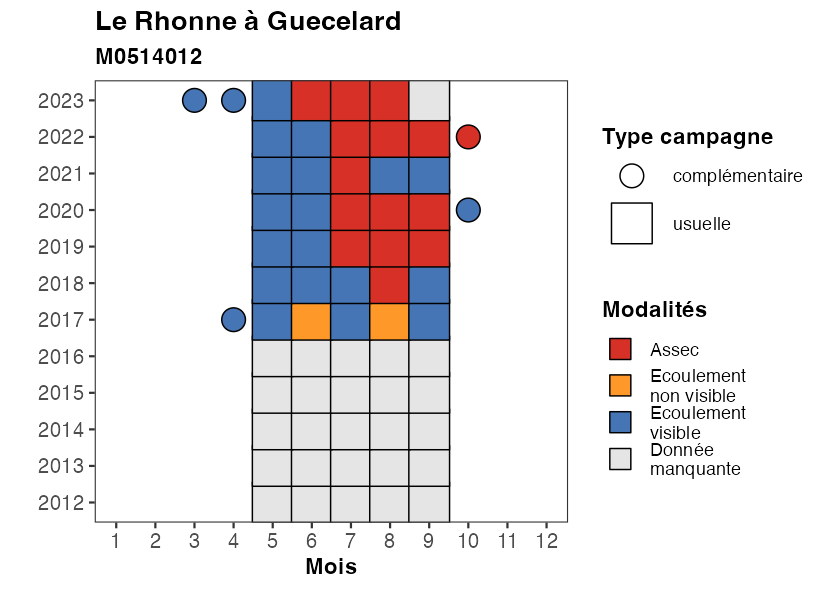 Le Rhonne à Guecelard
M0514012
2023
2022
2021
2020
2019
2018
2017
2016
2015
2014
2013
2012
1 2 3 4 5 6 7 8 9 10 11 12
Mois
Type campagne
complémentaire
usuelle
Modalités
Assec
Ecoulement
non visible
Ecoulement
visible
Donnée
manquante